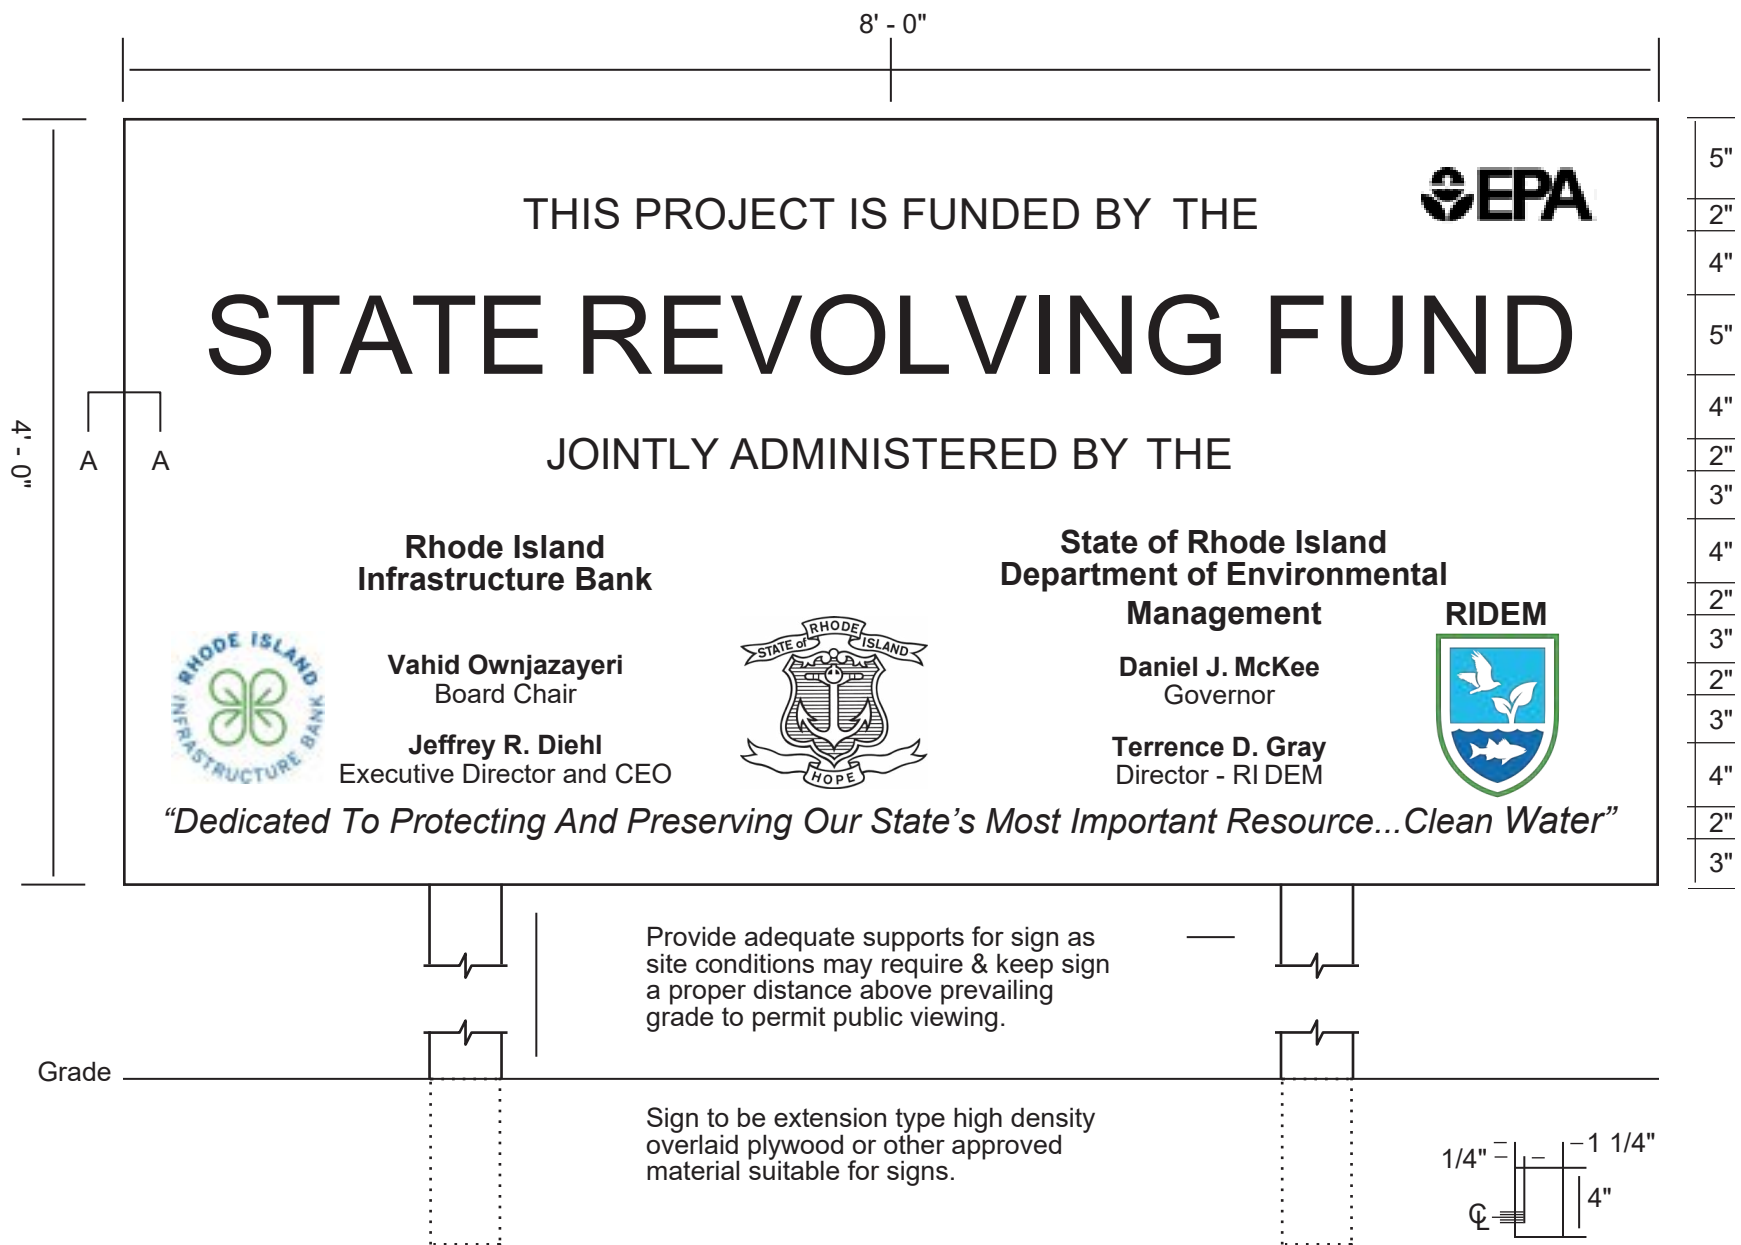 8' - 0"
THIS PROJECT IS FUNDED BY THE
EPA
STATE REVOLVING FUND
JOINTLY ADMINISTERED BY THE
4' - 0"
A A
Rhode Island
Infrastructure Bank
RHODE ISLAND
INFRASTRUCTURE BANK
Vahid Ownjazayeri
Board Chair
Jeffrey R. Diehl
Executive Director and CEO
STATE of RHODE ISLAND
HOPE
State of Rhode Island
Department of Environmental
Management
Daniel J. McKee
Governor
Terrence D. Gray
Director - RI DEM
RIDEM
“Dedicated To Protecting And Preserving Our State’s Most Important Resource...Clean Water”
5"
2"
4"
5"
4"
2"
3"
4"
2"
3"
2"
3"
4"
2"
3"
Provide adequate supports for sign as
site conditions may require & keep sign
a proper distance above prevailing
grade to permit public viewing.
Grade
Sign to be extension type high density
overlaid plywood or other approved
material suitable for signs.
1/4"
1 1/4"
4"
℄